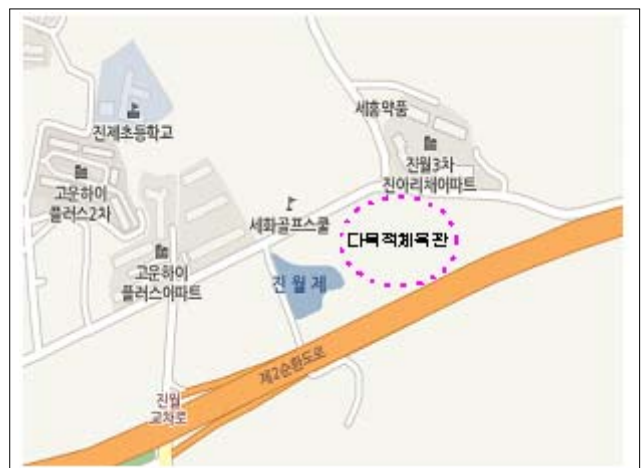 세홍약품
진제초등학교
진월3차
진아리채아파트
고운하이
플러스2차
세화골프스쿨
다목적체육관
고운하이
플러스아파트
진월제
제2순환도로
진월
교차로